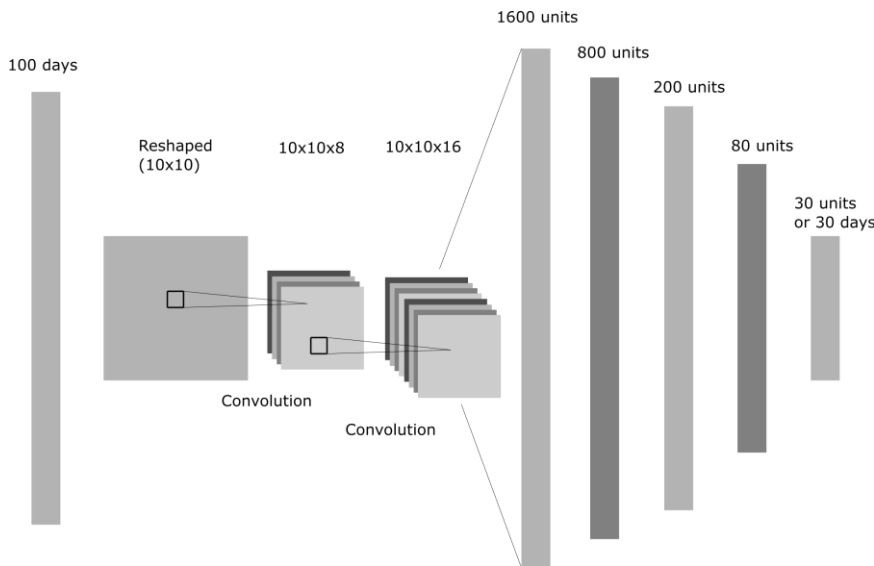 100 days
Reshaped
(10x10)
10x10x8
10x10x16
1600 units
800 units
200 units
80 units
30 units
or 30 days
Convolution
Convolution